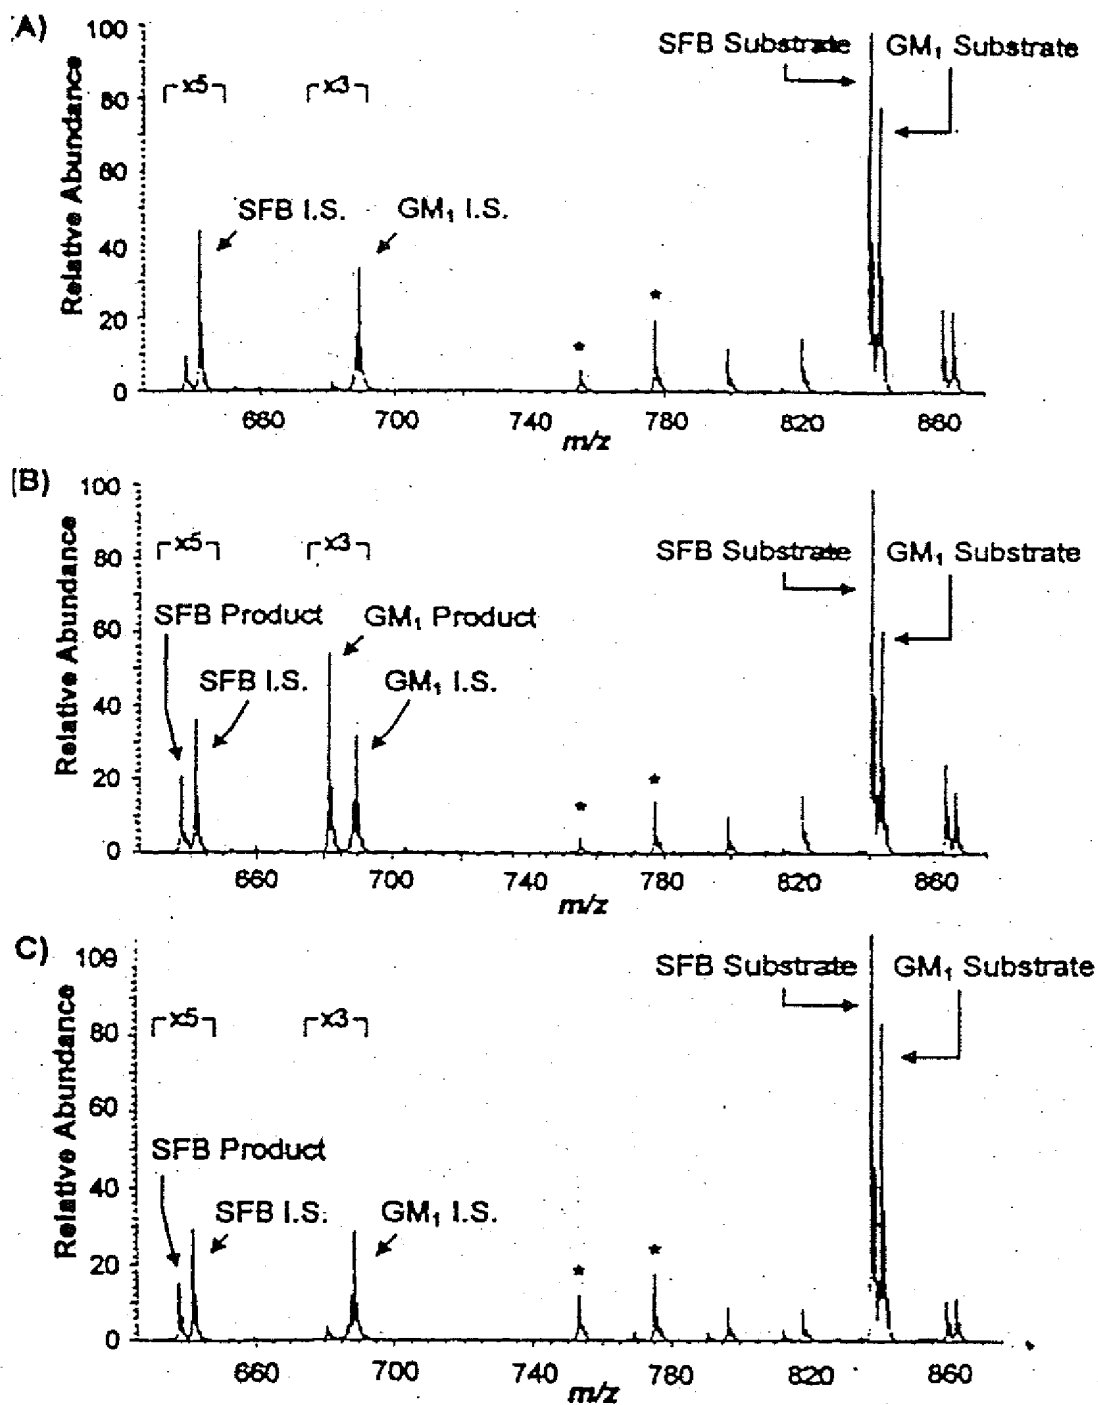 (A)
100
SFB Substrate
GM₁ Substrate
x5
x3
80
60
SFB I.S.
GM₁ I.S.
40
*
20
*
0
Relative Abundance
660
700
740
780
820
860
m/z
(B)
100
x5
x3
SFB Substrate
GM₁ Substrate
80
SFB Product
GM₁ Product
60
SFB I.S.
GM₁ I.S.
40
*
20
*
0
Relative Abundance
660
700
740
780
820
860
m/z
C)
100
SFB Substrate
GM₁ Substrate
x5
x3
80
60
SFB Product
40
SFB I.S.
GM₁ I.S.
*
20
*
0
Relative Abundance
660
700
740
780
820
860
m/z